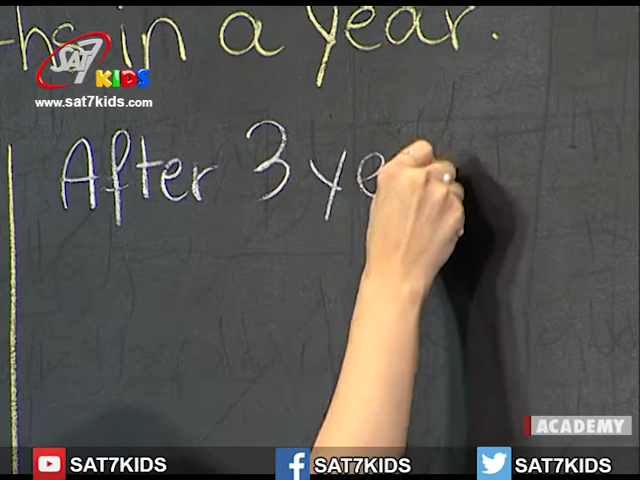 in a year.
SAT7
KIDS
www.sat7kids.com
After 3 ye
ACADEMY
SAT7KIDS
SAT7KIDS
SAT7KIDS